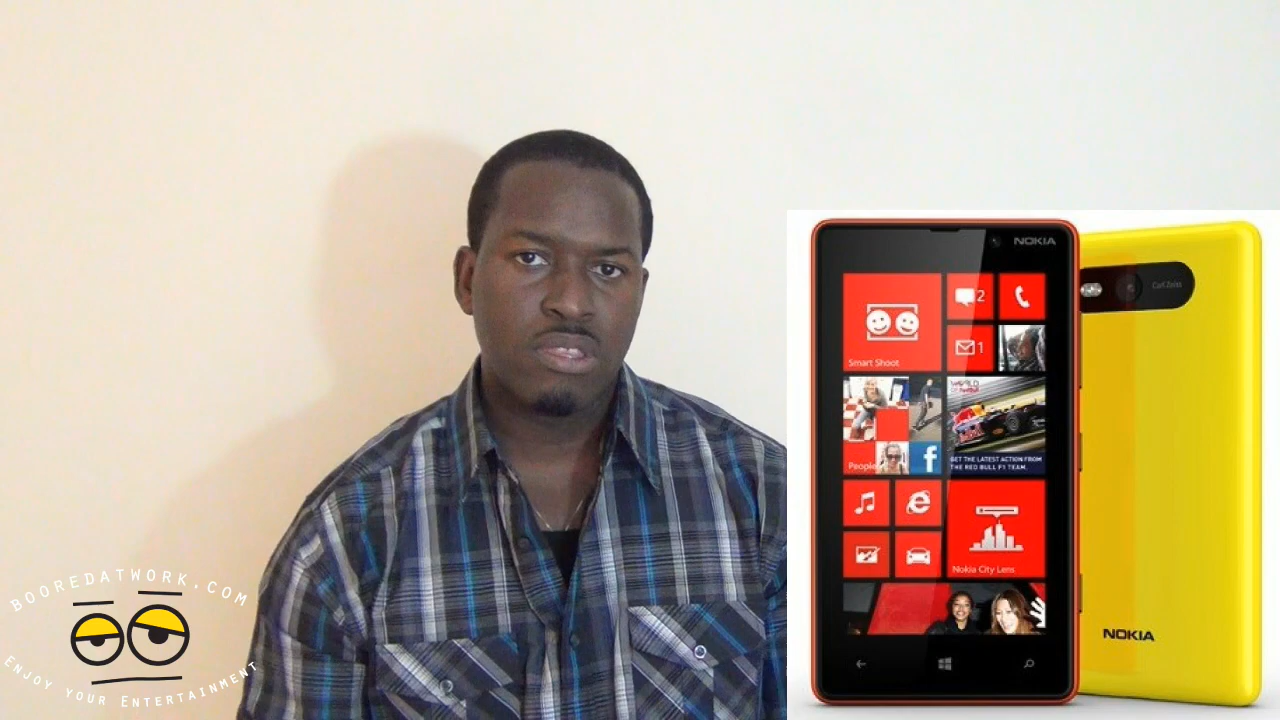 BOOREDATWORK.COM
ENJOY YOUR ENTERTAINMENT
NOKIA
2
Smart Shoot
1
People
f
GET THE LATEST ACTION FROM
THE RED BULL F1 TEAM.
Nokia City Lens
Carl Zeiss
NOKIA